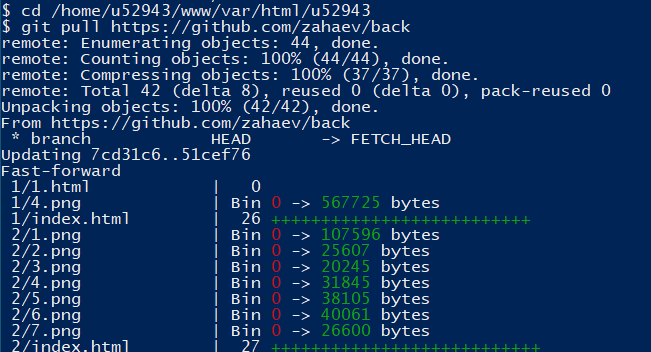 $ cd /home/u52943/www/var/html/u52943
$ git pull https://github.com/zahaev/back
remote: Enumerating objects: 44, done.
remote: Counting objects: 100% (44/44), done.
remote: Compressing objects: 100% (37/37), done.
remote: Total 42 (delta 8), reused 0 (delta 0), pack-reused 0
Unpacking objects: 100% (42/42), done.
From https://github.com/zahaev/back
 * branch            HEAD       -> FETCH_HEAD
Updating 7cd31c6..51cef76
Fast-forward
 1/1.html            |   0
 1/4.png             | Bin 0 -> 567725 bytes
 1/index.html        |  26 ++++++++++++++++++++++++++
 2/1.png             | Bin 0 -> 107596 bytes
 2/2.png             | Bin 0 -> 25607 bytes
 2/3.png             | Bin 0 -> 20245 bytes
 2/4.png             | Bin 0 -> 31845 bytes
 2/5.png             | Bin 0 -> 38105 bytes
 2/6.png             | Bin 0 -> 40061 bytes
 2/7.png             | Bin 0 -> 26600 bytes
 2/index.html        |  27 +++++++++++++++++++++++++++